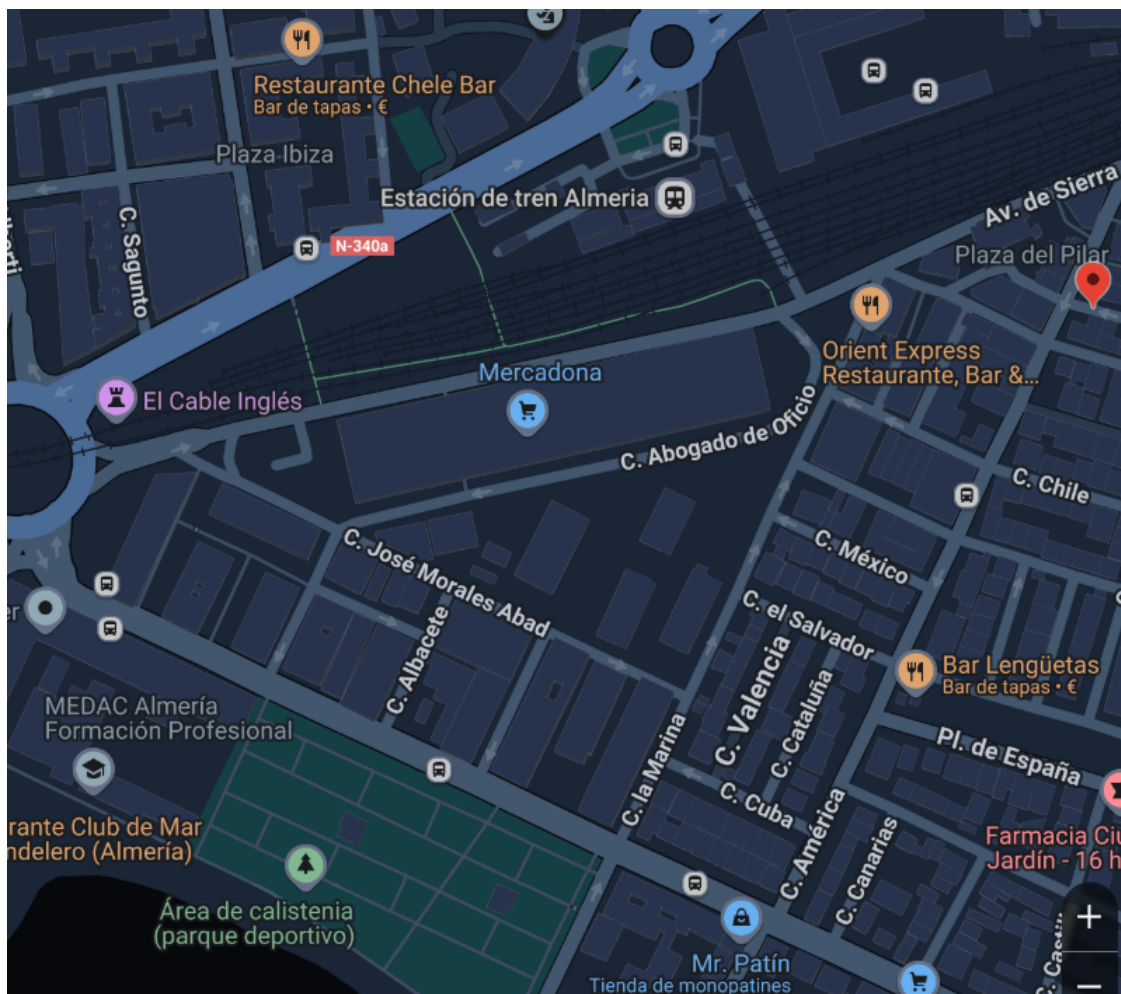 Restaurante Chele Bar
Bar de tapas • €
Plaza Ibiza
Estación de tren Almeria
Av. de Sierra
C. Sagunto
N-340a
Plaza del Pilar
Orient Express
Restaurante, Bar &...
Mercadona
El Cable Inglés
C. Abogado de Oficio
C. Chile
C. José Morales Abad
C. México
C. el Salvador
C. Albacete
C. Valencia
C. Cataluña
Bar Lengüetas
Bar de tapas • €
MEDAC Almería
Formación Profesional
Pl. de España
C. la Marina
C. Cuba
C. América
C. Canarias
rante Club de Mar
ndelero (Almería)
Farmacia Ciu
Jardín - 16 h
Área de calistenia
(parque deportivo)
Mr. Patín
Tienda de monopatines
+
−